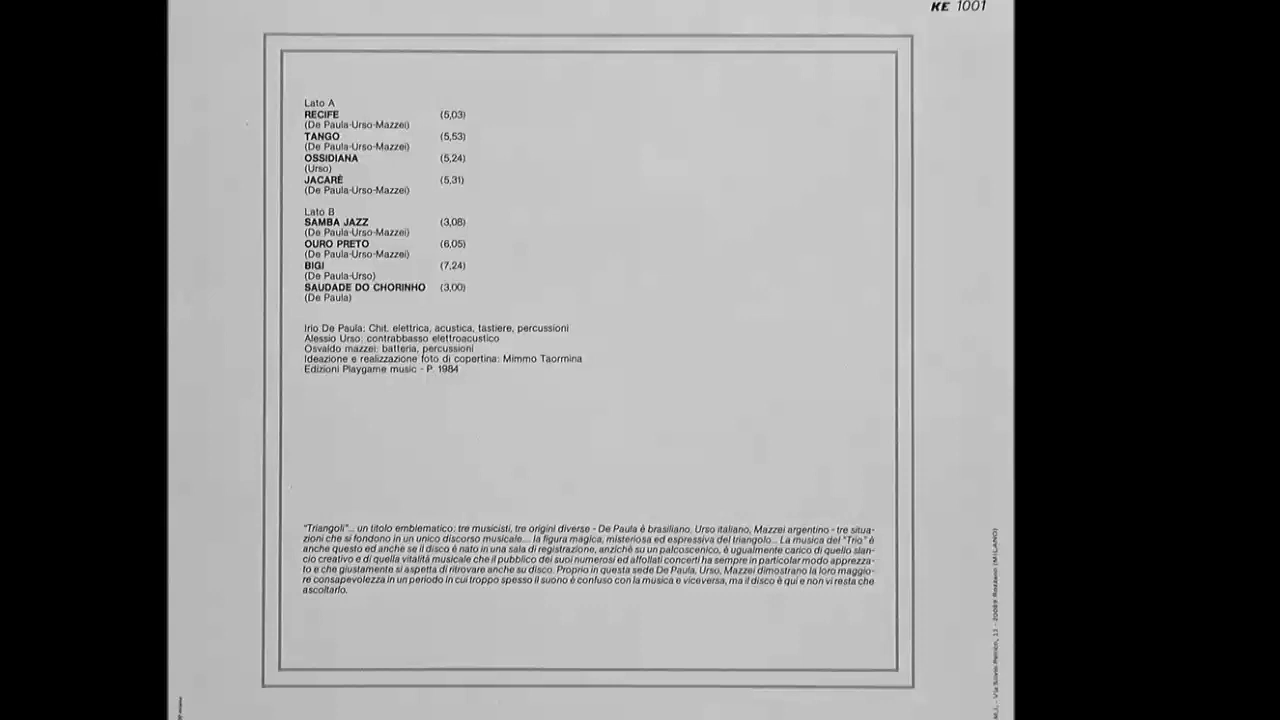 KE 1001
Lato A
RECIFE (5,03)
(De Paula-Urso-Mazzei)
TANGO (5,53)
(De Paula-Urso-Mazzei)
OSSIDIANA (5,24)
(Urso)
JACARÈ (5,31)
(De Paula-Urso-Mazzei)
Lato B
SAMBA JAZZ (3,08)
(De Paula-Urso-Mazzei)
OURO PRETO (6,05)
(De Paula-Urso-Mazzei)
BIGI (7,24)
(De Paula-Urso)
SAUDADE DO CHORINHO (3,00)
(De Paula)
Irio De Paula: Chit. elettrica, acustica, tastiere, percussioni
Alessio Urso: contrabbasso elettroacustico
Osvaldo mazzei: batteria, percussioni
Ideazione e realizzazione foto di copertina: Mimmo Taormina
Edizioni Playgame music - P. 1984
"Triangoli"... un titolo emblematico: tre musicisti, tre origini diverse - De Paula è brasiliano, Urso italiano, Mazzei argentino - tre situa-
zioni che si fondono in un unico discorso musicale.... la figura magica, misteriosa ed espressiva del triangolo... La musica del "Trio" è
anche questo ed anche se il disco è nato in una sala di registrazione, anziché su un palcoscenico, è ugualmente carico di quello slan-
cio creativo e di quella vitalità musicale che il pubblico dei suoi numerosi ed affollati concerti ha sempre in particolar modo apprezza-
to e che giustamente si aspetta di ritrovare anche su disco. Proprio in questa sede De Paula, Urso, Mazzei dimostrano la loro maggio-
re consapevolezza in un periodo in cui troppo spesso il suono è confuso con la musica e viceversa, ma il disco è qui e non vi resta che
ascoltarlo.
Via Silvio Pellico, 11 - 20089 Rozzano (MILANO)